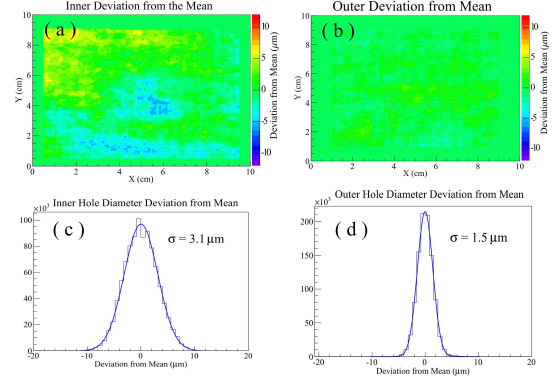 Inner Deviation from the Mean
Outer Deviation from Mean
( a )
( b )
Y (cm)
10
8
6
4
2
0
0 2 4 6 8 10
X (cm)
10
5
0
-5
-10
Deviation from Mean (μm)
Y (cm)
10
8
6
4
2
0
0 2 4 6 8 10
X (cm)
10
5
0
-5
-10
Deviation from Mean (μm)
Inner Hole Diameter Deviation from Mean
Outer Hole Diameter Deviation from Mean
×10³
( c )
σ = 3.1 μm
100
80
60
40
20
0
-20 -10 0 10 20
Deviation from Mean (μm)
×10³
( d )
σ = 1.5 μm
200
150
100
50
0
-20 -10 0 10 20
Deviation from Mean (μm)